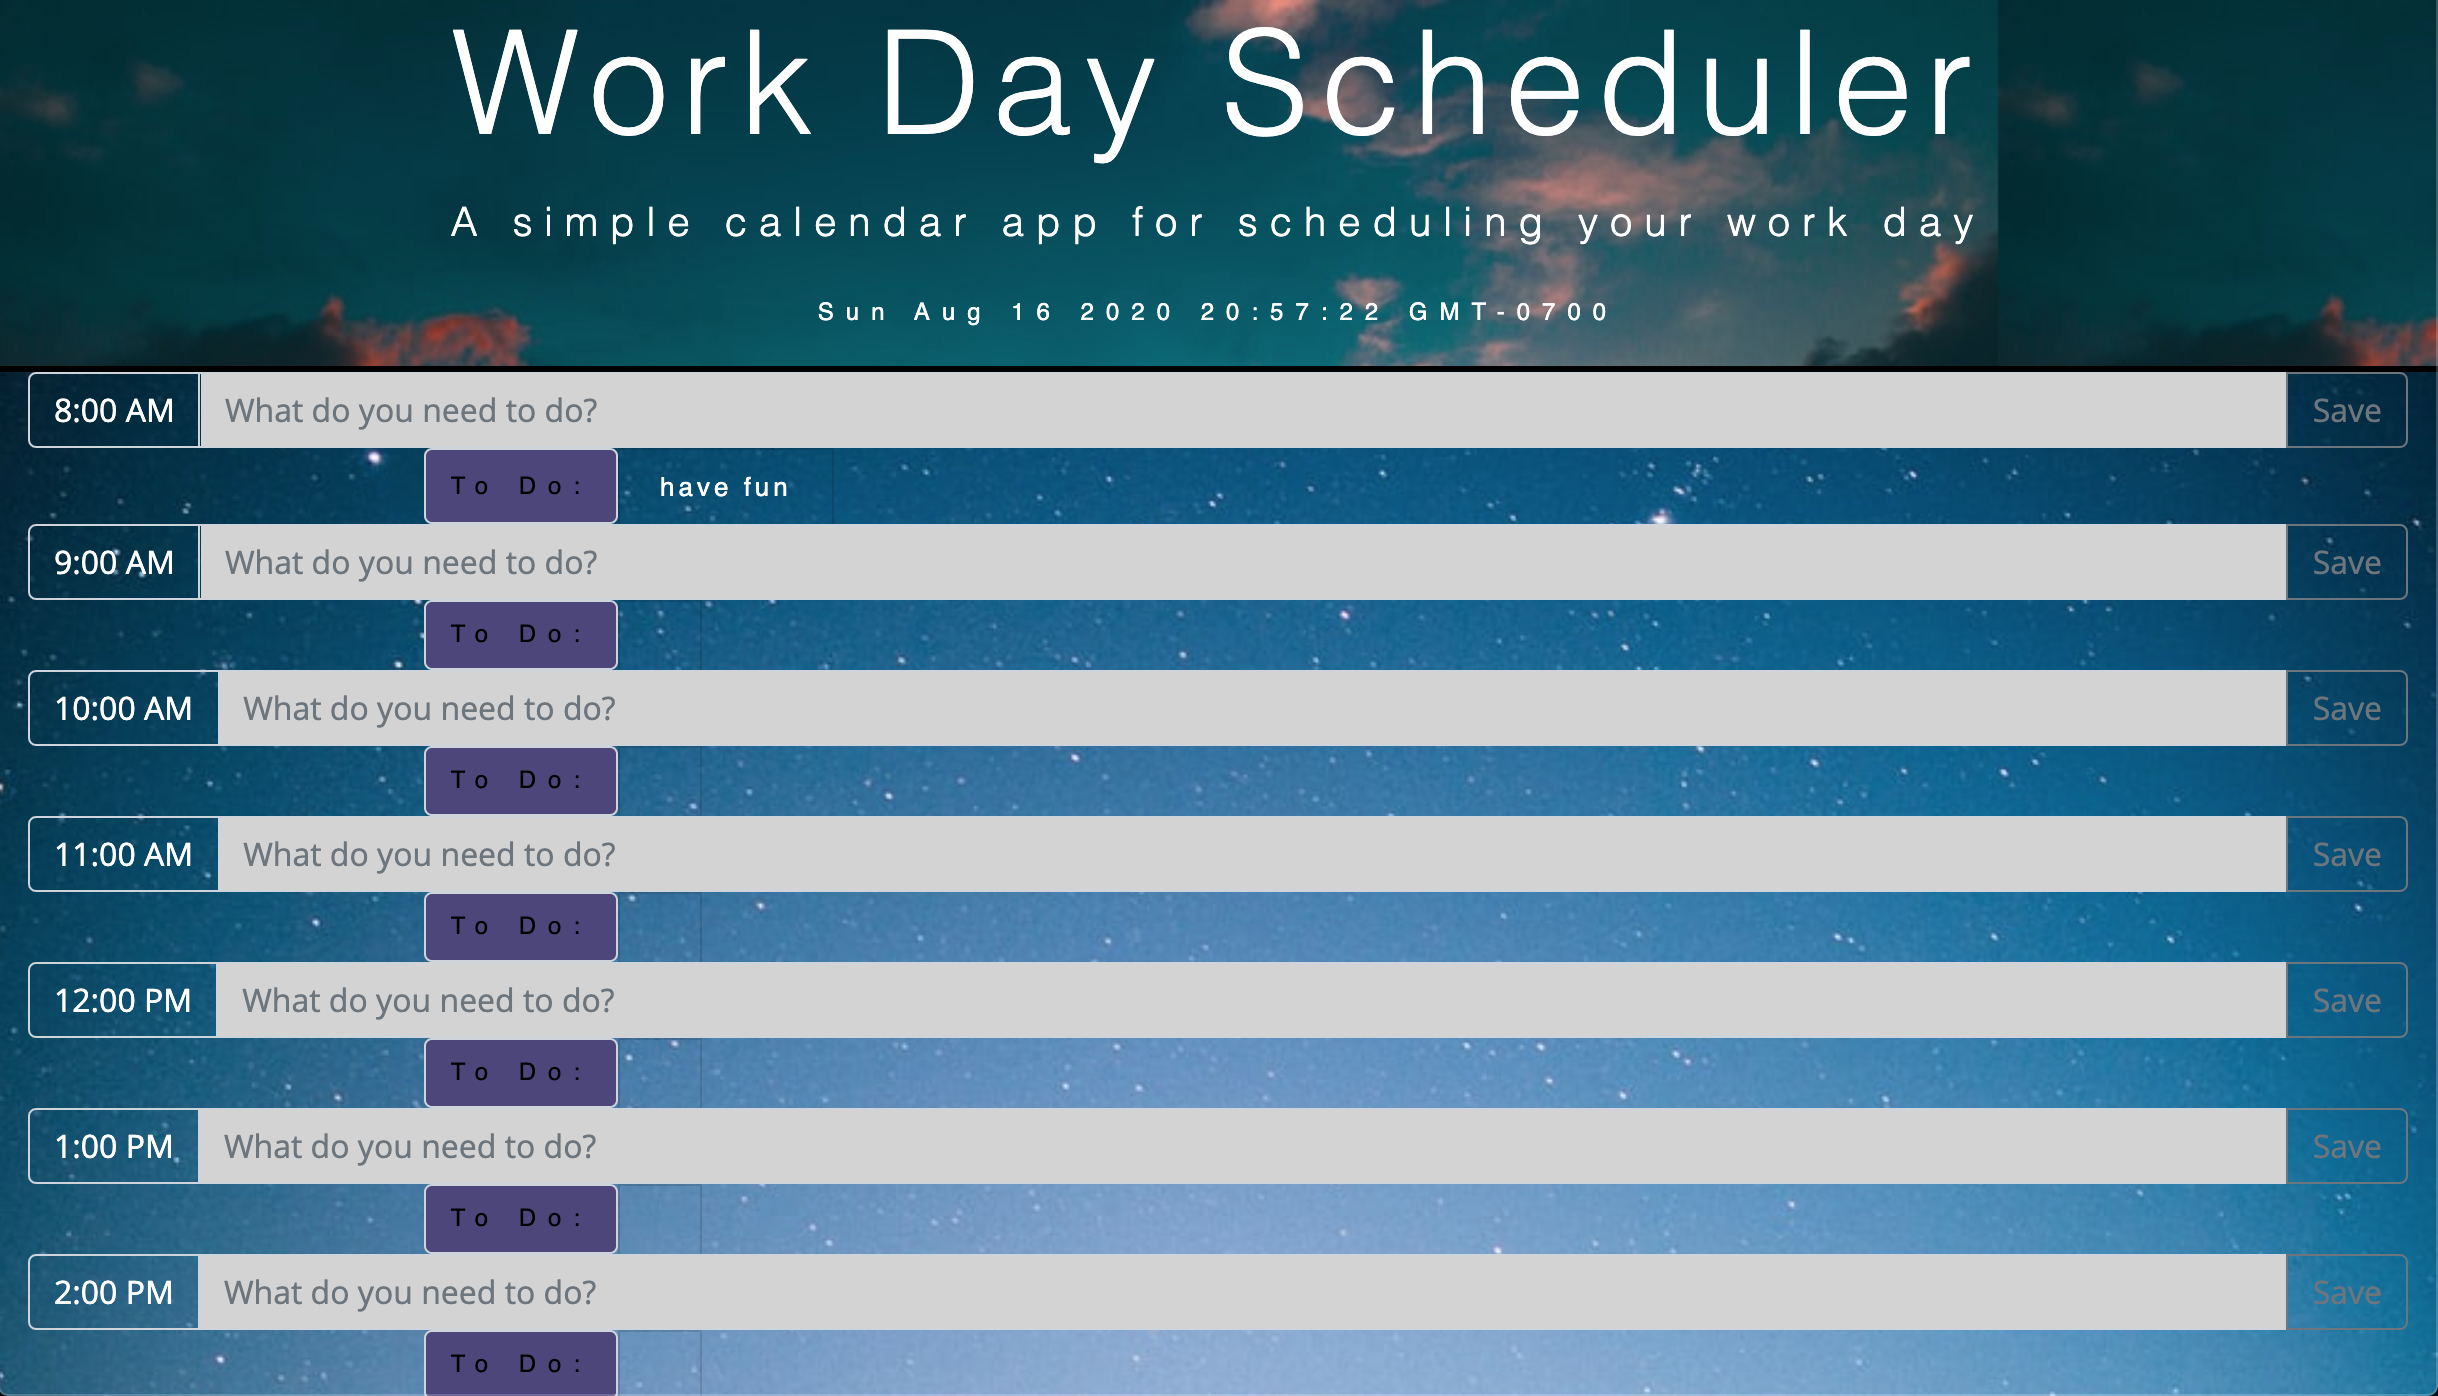 Work Day Scheduler
A simple calendar app for scheduling your work day
Sun Aug 16 2020 20:57:22 GMT-0700
8:00 AM What do you need to do? Save
To Do: have fun
9:00 AM What do you need to do? Save
To Do:
10:00 AM What do you need to do? Save
To Do:
11:00 AM What do you need to do? Save
To Do:
12:00 PM What do you need to do? Save
To Do:
1:00 PM What do you need to do? Save
To Do:
2:00 PM What do you need to do? Save
To Do: